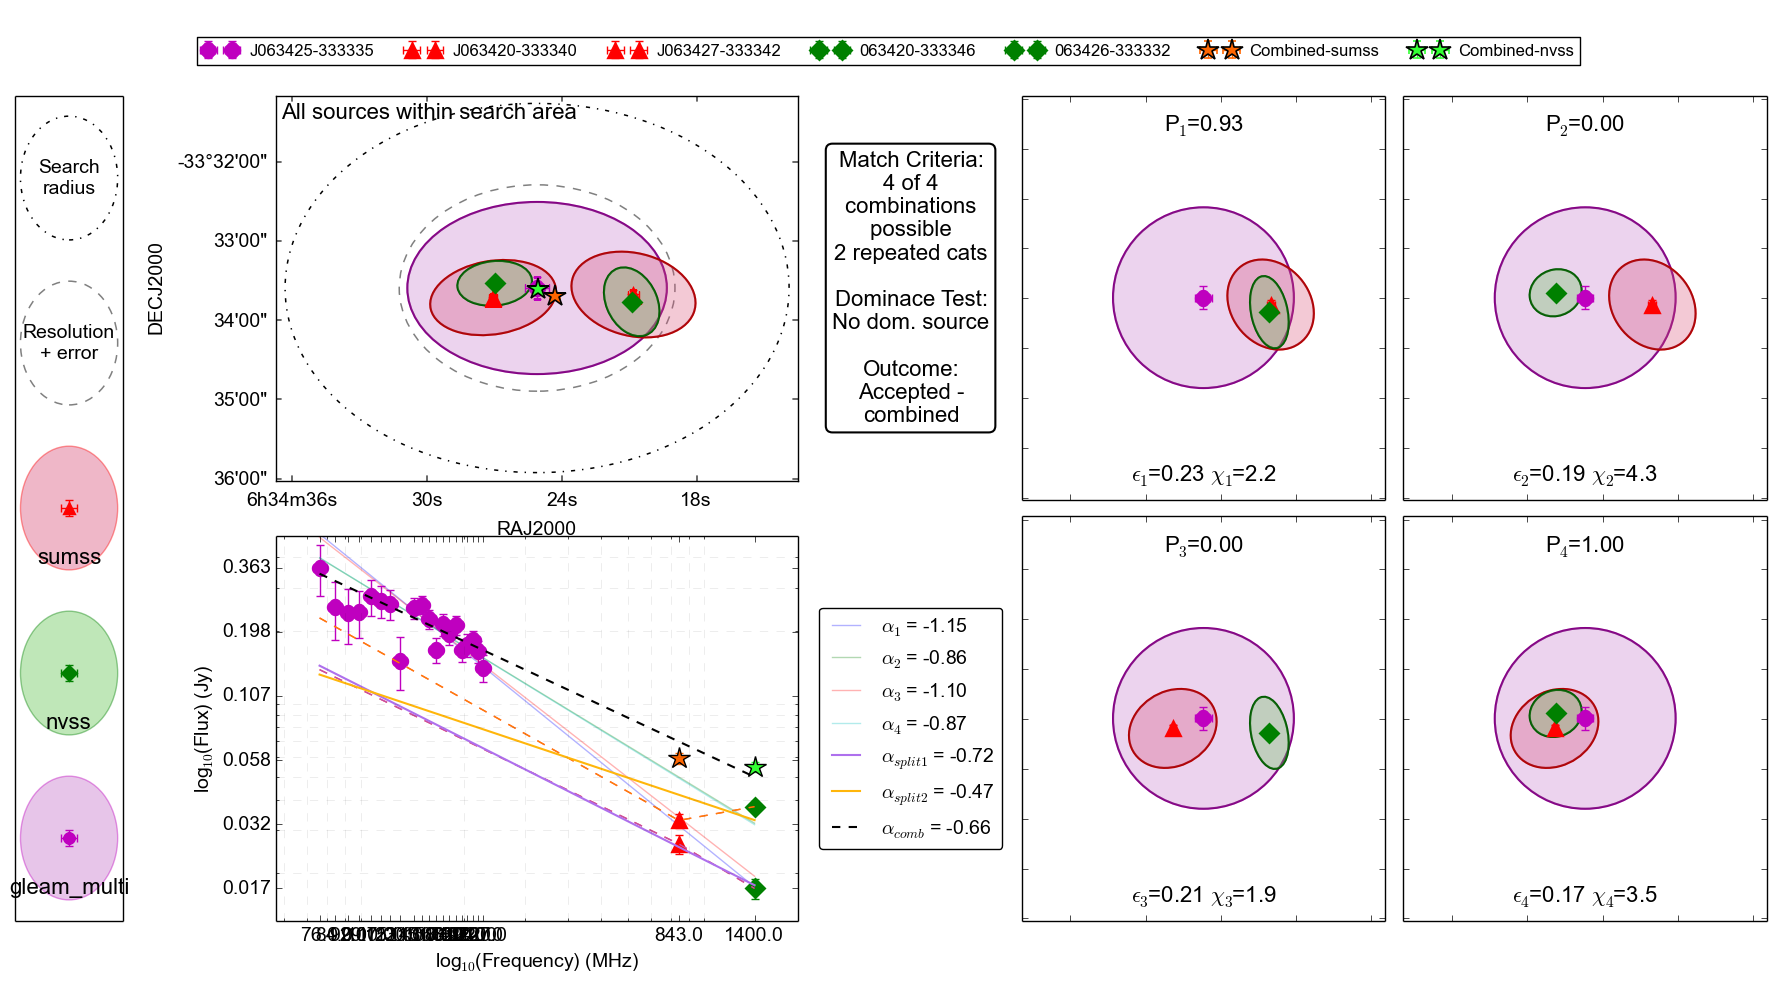 J063425-333335
J063420-333340
J063427-333342
063420-333346
063426-333332
Combined-sumss
Combined-nvss
Search
radius
Resolution
+ error
sumss
nvss
gleam_multi
All sources within search area
DECJ2000
-33°32'00"
33'00"
34'00"
35'00"
36'00"
6h34m36s
30s
24s
18s
RAJ2000
Match Criteria:
4 of 4
combinations
possible
2 repeated cats
Dominace Test:
No dom. source
Outcome:
Accepted -
combined
P1=0.93
ϵ1=0.23 χ1=2.2
P2=0.00
ϵ2=0.19 χ2=4.3
P3=0.00
ϵ3=0.21 χ3=1.9
P4=1.00
ϵ4=0.17 χ4=3.5
log10(Flux) (Jy)
0.363
0.198
0.107
0.058
0.032
0.017
843.0
1400.0
log10(Frequency) (MHz)
α1 = -1.15
α2 = -0.86
α3 = -1.10
α4 = -0.87
αsplit1 = -0.72
αsplit2 = -0.47
αcomb = -0.66